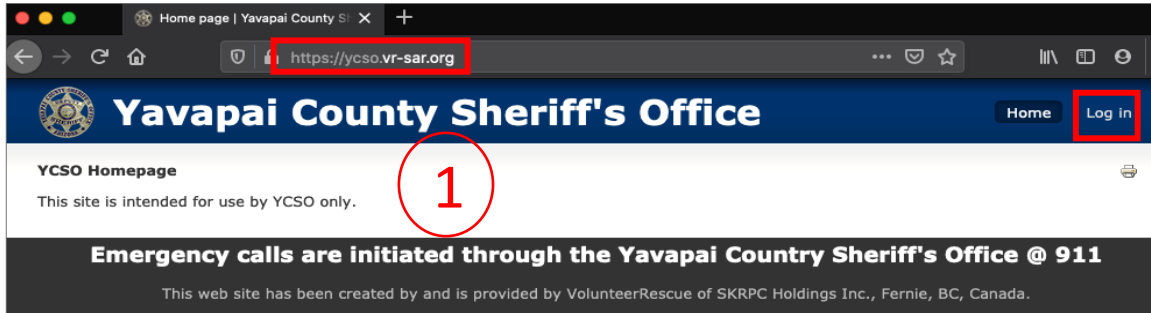 Home page | Yavapai County Sh
https://ycso.vr-sar.org
Yavapai County Sheriff's Office
Home
Log in
YCSO Homepage
This site is intended for use by YCSO only.
1
Emergency calls are initiated through the Yavapai Country Sheriff's Office @ 911
This web site has been created by and is provided by VolunteerRescue of SKRPC Holdings Inc., Fernie, BC, Canada.